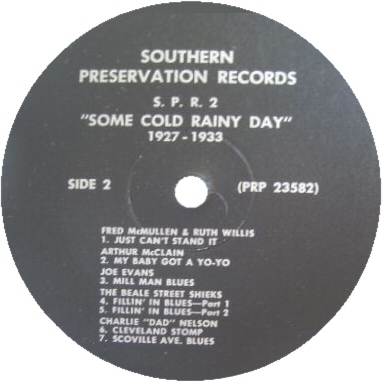 SOUTHERN
PRESERVATION RECORDS
S. P. R. 2
"SOME COLD RAINY DAY"
1927-1933
SIDE 2 (PRP 23582)
FRED McMULLEN & RUTH WILLIS
1. JUST CAN'T STAND IT
ARTHUR McCLAIN
2. MY BABY GOT A YO-YO
JOE EVANS
3. MILL MAN BLUES
THE BEALE STREET SHIEKS
4. FILLIN' IN BLUES—Part 1
5. FILLIN' IN BLUES—Part 2
CHARLIE "DAD" NELSON
6. CLEVELAND STOMP
7. SCOVILLE AVE. BLUES